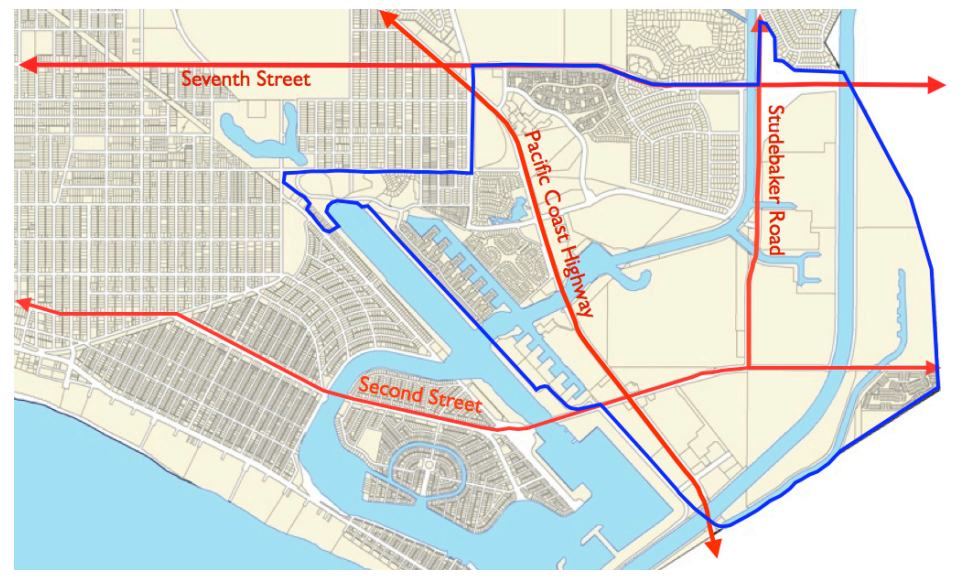 Seventh Street
Pacific Coast Highway
Studebaker Road
Second Street